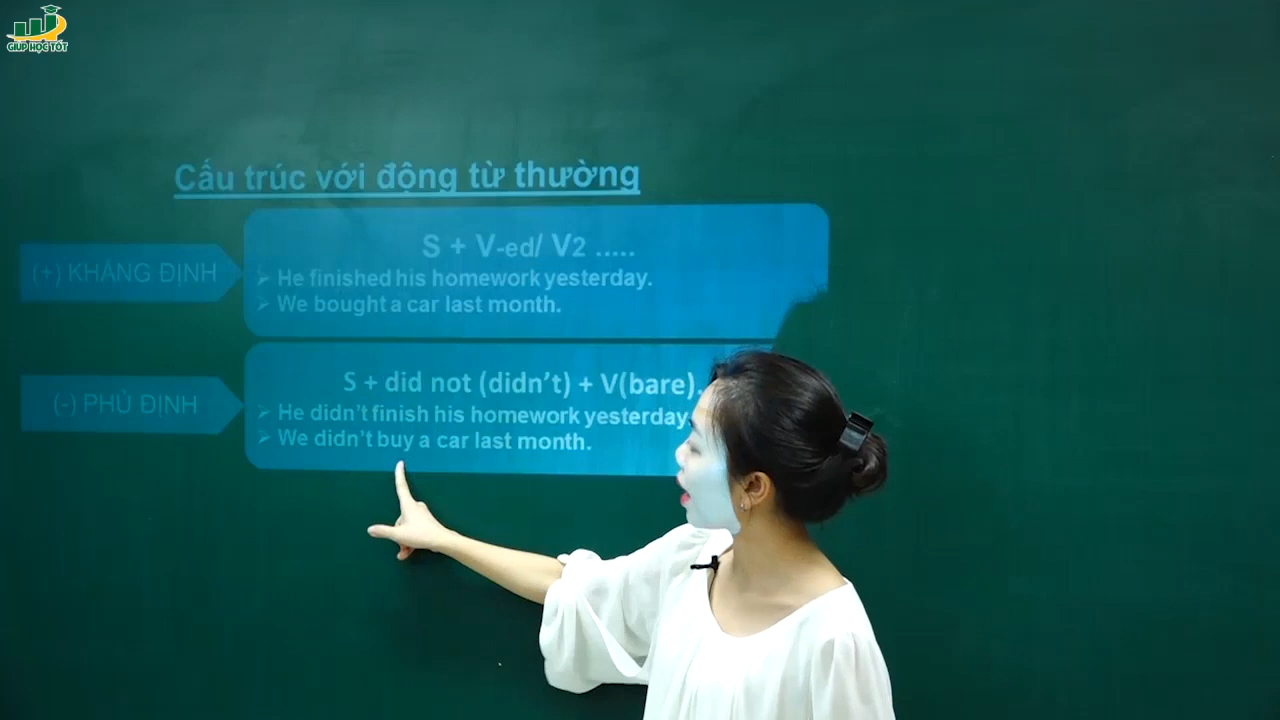 GIÚP HỌC TỐT
Cấu trúc với động từ thường
(+) KHẲNG ĐỊNH
S + V-ed/ V2 .....
➢ He finished his homework yesterday.
➢ We bought a car last month.
(-) PHỦ ĐỊNH
S + did not (didn't) + V(bare).
➢ He didn't finish his homework yesterday
➢ We didn't buy a car last month.